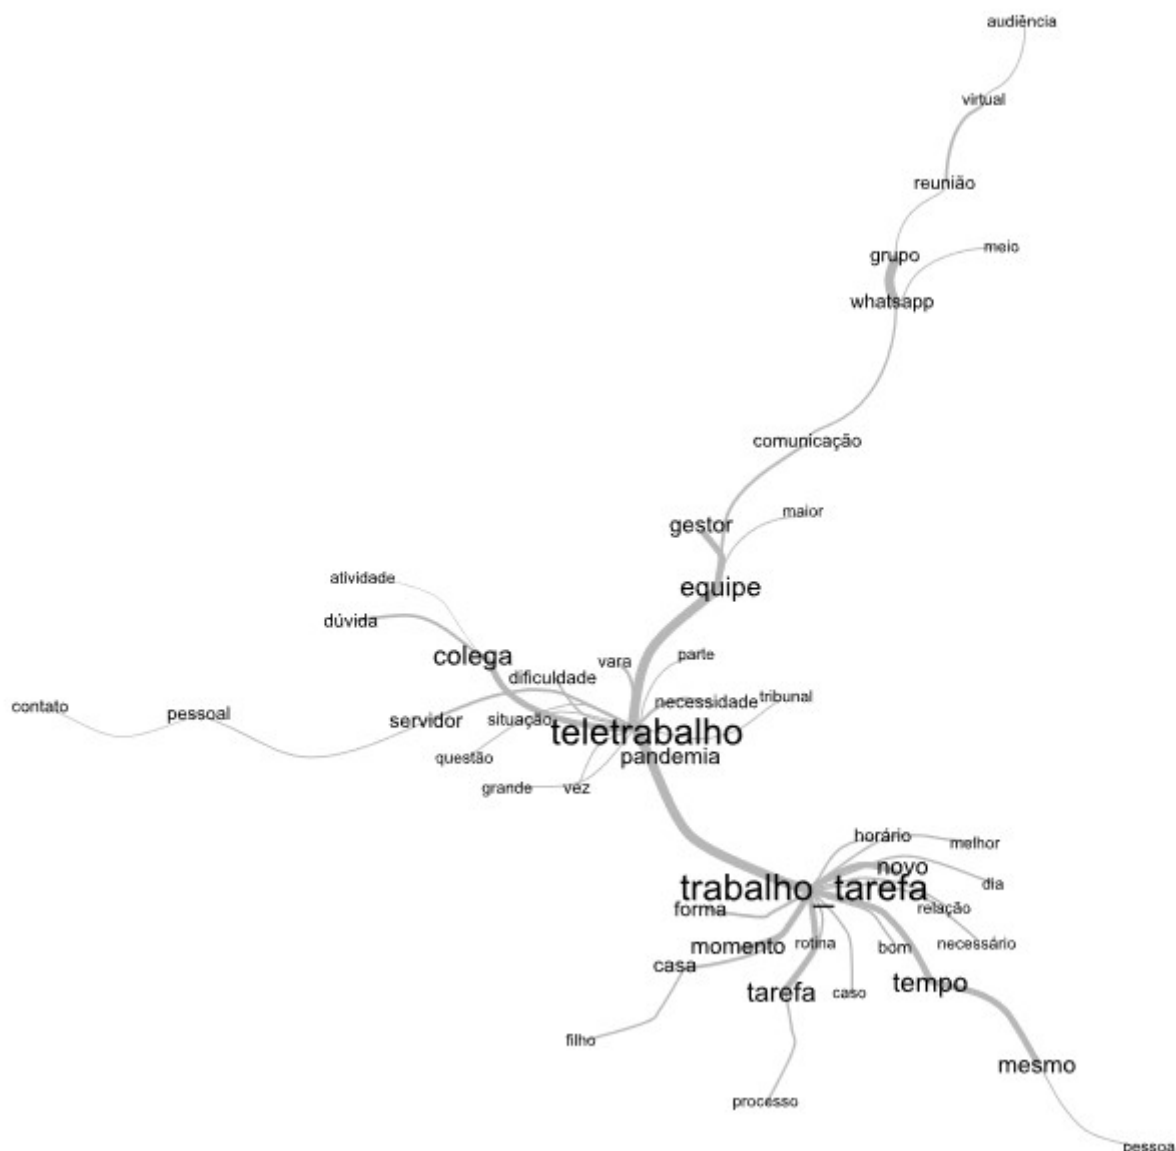 audiência
virtual
reunião
grupo
meio
whatsapp
comunicação
maior
gestor
atividade
equipe
dúvida
colega
vara
parte
dificuldade
necessidade
tribunal
contato
pessoal
servidor
situação
teletrabalho
questão
pandemia
grande
vez
horário
melhor
novo
dia
trabalho_tarefa
forma
relação
momento
rotina
bom
necessário
casa
tarefa
caso
tempo
filho
mesmo
processo
pessoa